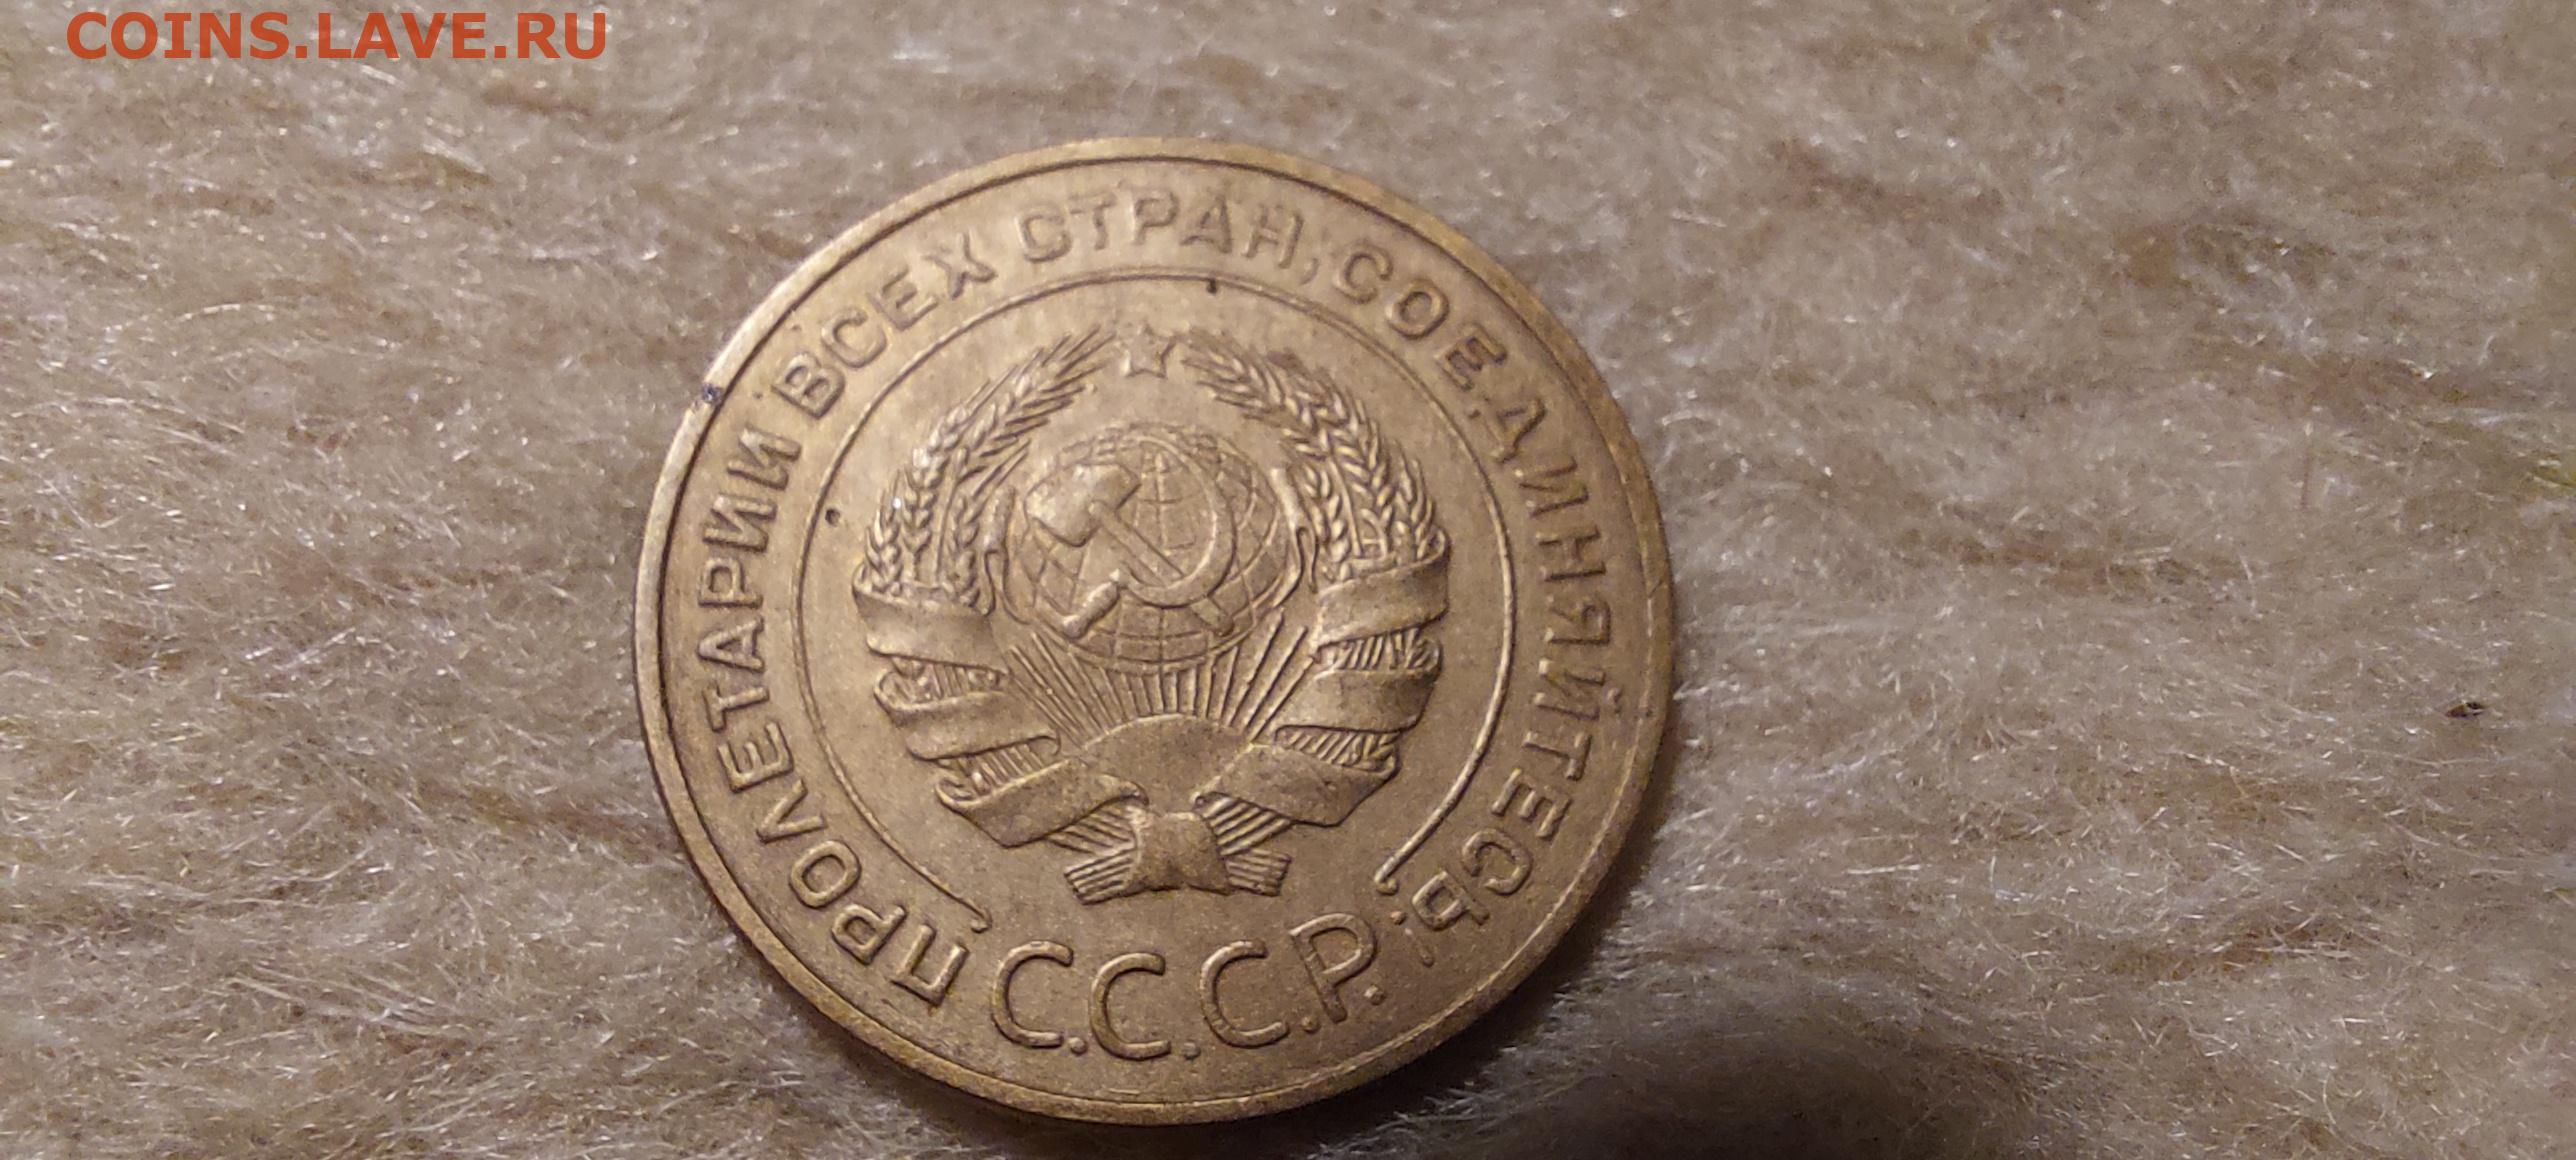 COINS.LAVE.RU
ПРОЛЕТАРИИ ВСЕХ СТРАН, СОЕДИНЯЙТЕСЬ!
С.С.С.Р.